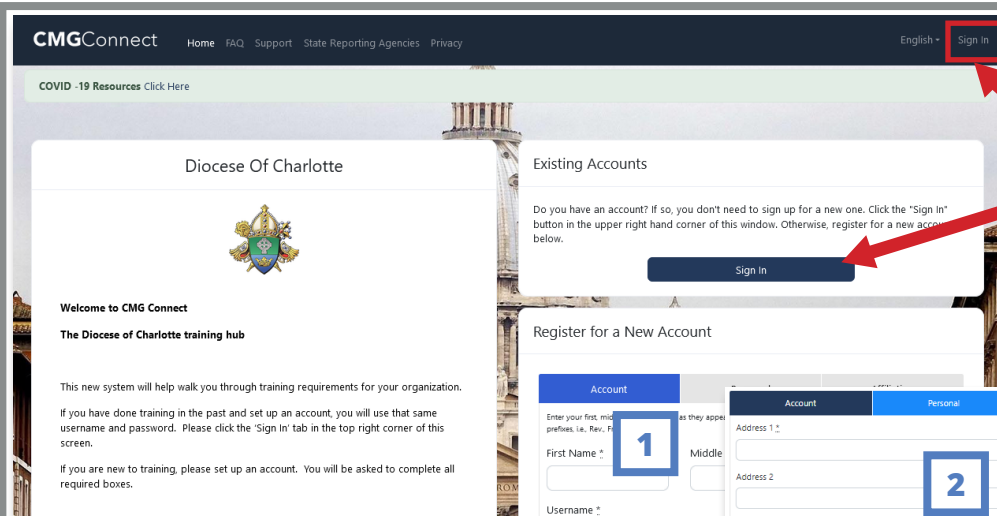 CMGConnect Home FAQ Support State Reporting Agencies Privacy English Sign In
COVID -19 Resources Click Here
Diocese Of Charlotte
Welcome to CMG Connect
The Diocese of Charlotte training hub
This new system will help walk you through training requirements for your organization.
If you have done training in the past and set up an account, you will use that same
username and password. Please click the 'Sign In' tab in the top right corner of this
screen.
If you are new to training, please set up an account. You will be asked to complete all
required boxes.
Existing Accounts
Do you have an account? If so, you don't need to sign up for a new one. Click the "Sign In"
button in the upper right hand corner of this window. Otherwise, register for a new account
below.
Sign In
Register for a New Account
Account
Enter your first, as they
prefixes, i.e., Rev.,
1
First Name * Middle
Username *
Account Personal
Address 1 *
Address 2
2